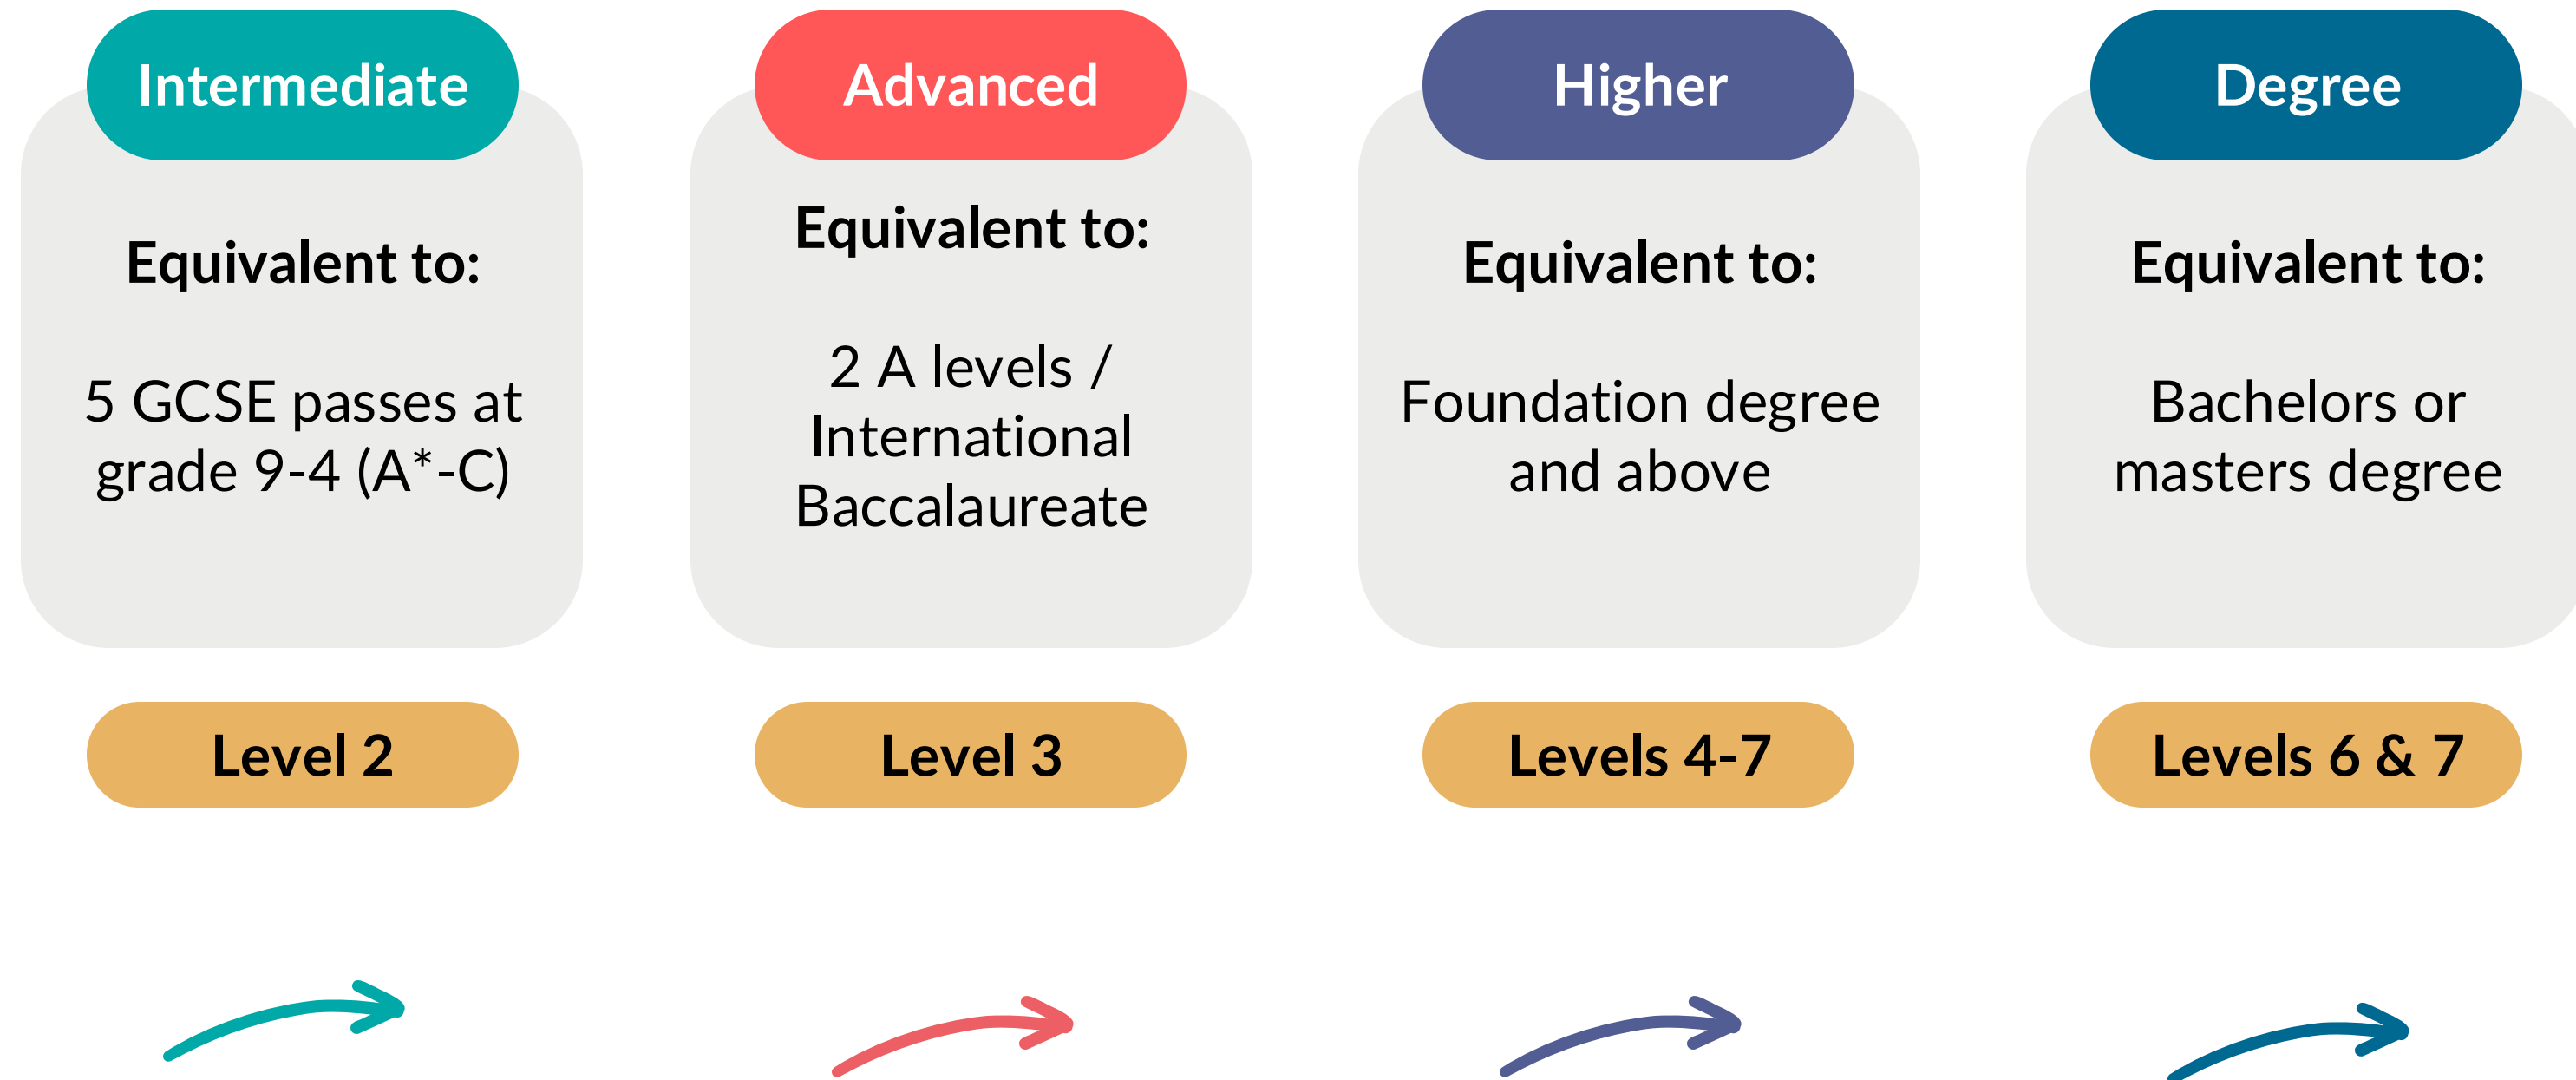 Intermediate
Equivalent to:
5 GCSE passes at
grade 9-4 (A*-C)
Level 2
Advanced
Equivalent to:
2 A levels /
International
Baccalaureate
Level 3
Higher
Equivalent to:
Foundation degree
and above
Levels 4-7
Degree
Equivalent to:
Bachelors or
masters degree
Levels 6 & 7